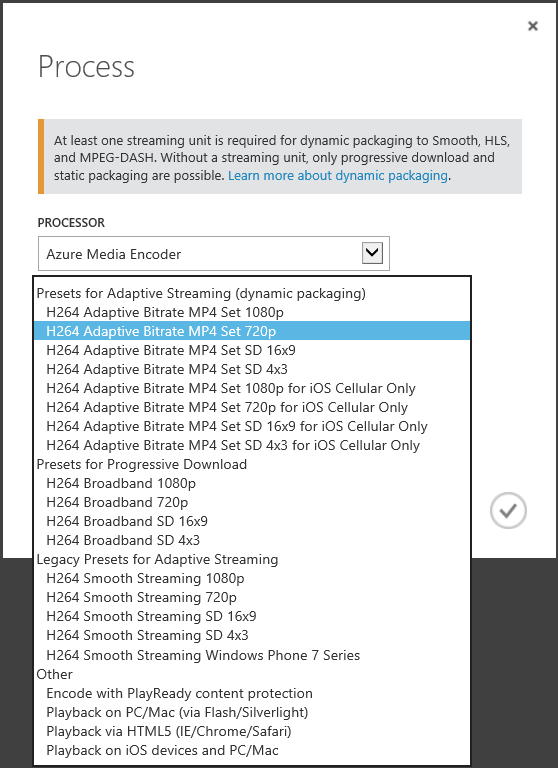 Process
At least one streaming unit is required for dynamic packaging to Smooth, HLS,
and MPEG-DASH. Without a streaming unit, only progressive download and
static packaging are possible. Learn more about dynamic packaging.
PROCESSOR
Azure Media Encoder
Presets for Adaptive Streaming (dynamic packaging)
H264 Adaptive Bitrate MP4 Set 1080p
H264 Adaptive Bitrate MP4 Set 720p
H264 Adaptive Bitrate MP4 Set SD 16x9
H264 Adaptive Bitrate MP4 Set SD 4x3
H264 Adaptive Bitrate MP4 Set 1080p for iOS Cellular Only
H264 Adaptive Bitrate MP4 Set 720p for iOS Cellular Only
H264 Adaptive Bitrate MP4 Set SD 16x9 for iOS Cellular Only
H264 Adaptive Bitrate MP4 Set SD 4x3 for iOS Cellular Only
Presets for Progressive Download
H264 Broadband 1080p
H264 Broadband 720p
H264 Broadband SD 16x9
H264 Broadband SD 4x3
Legacy Presets for Adaptive Streaming
H264 Smooth Streaming 1080p
H264 Smooth Streaming 720p
H264 Smooth Streaming SD 16x9
H264 Smooth Streaming SD 4x3
H264 Smooth Streaming Windows Phone 7 Series
Other
Encode with PlayReady content protection
Playback on PC/Mac (via Flash/Silverlight)
Playback via HTML5 (IE/Chrome/Safari)
Playback on iOS devices and PC/Mac